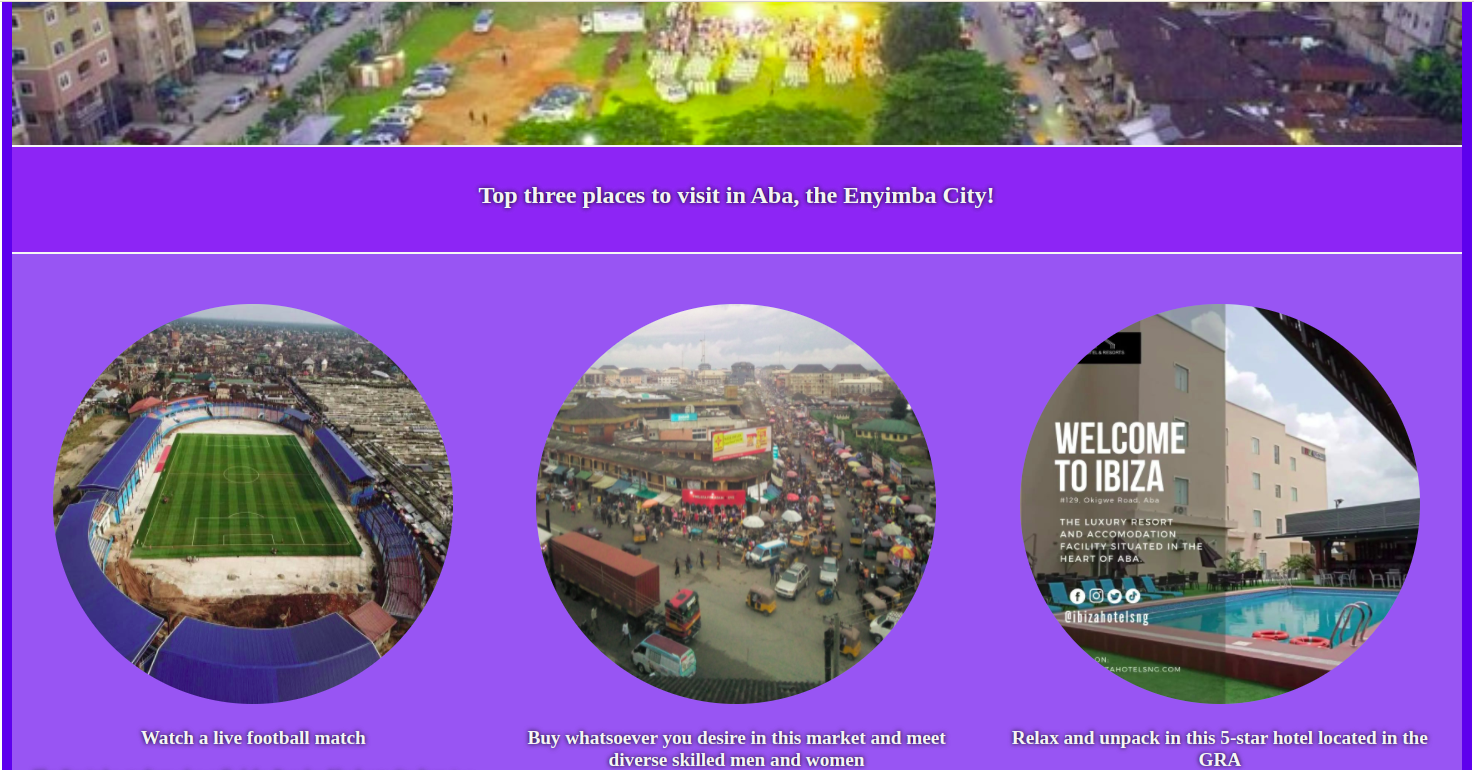 Top three places to visit in Aba, the Enyimba City!
WELCOME
TO IBIZA
#129, Okigwe Road, Aba
THE LUXURY RESORT
AND ACCOMODATION
FACILITY SITUATED IN THE
HEART OF ABA.
@ibizahotelsng
Watch a live football match
Buy whatsoever you desire in this market and meet
diverse skilled men and women
Relax and unpack in this 5-star hotel located in the
GRA